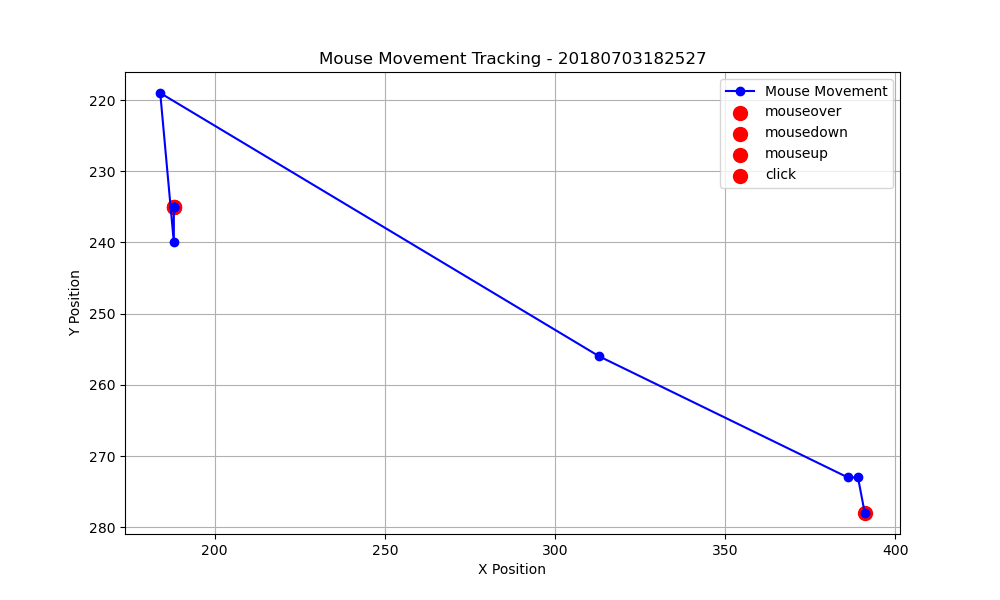 Mouse Movement Tracking - 20180703182527
Mouse Movement
mouseover
mousedown
mouseup
click
220
230
240
250
260
270
280
Y Position
200 250 300 350 400
X Position